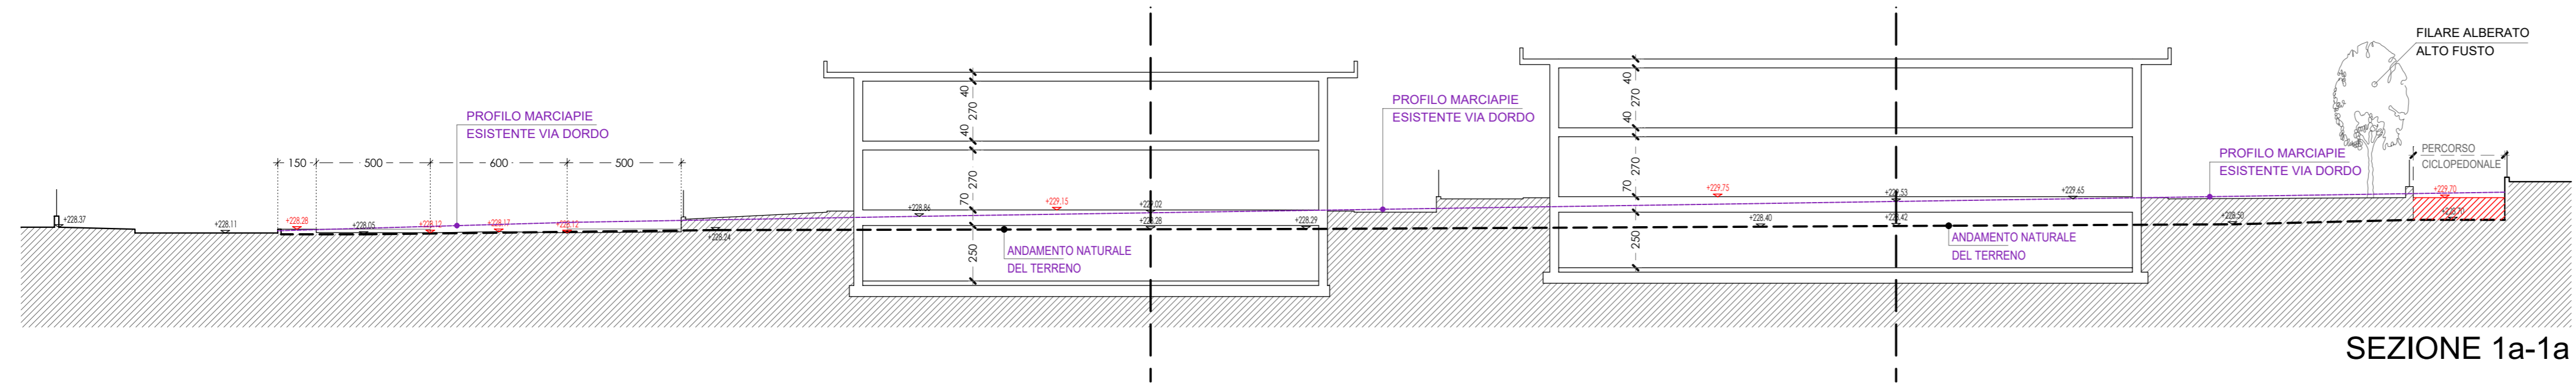 FILARE ALBERATO
ALTO FUSTO
PROFILO MARCIAPIE
ESISTENTE VIA DORDO
PROFILO MARCIAPIE
ESISTENTE VIA DORDO
PROFILO MARCIAPIE
ESISTENTE VIA DORDO
PERCORSO
CICLOPEDONALE
150
500
600
500
40
270
40
270
70
250
40
270
40
270
70
250
+228.37
+228.11
+228.28
+228.05
+228.12
+228.17
+228.12
+228.24
+228.86
+229.15
+229.02
+228.28
+228.29
+229.75
+229.53
+229.65
+228.40
+228.42
+228.50
+229.70
+228.70
ANDAMENTO NATURALE
DEL TERRENO
ANDAMENTO NATURALE
DEL TERRENO
SEZIONE 1a-1a